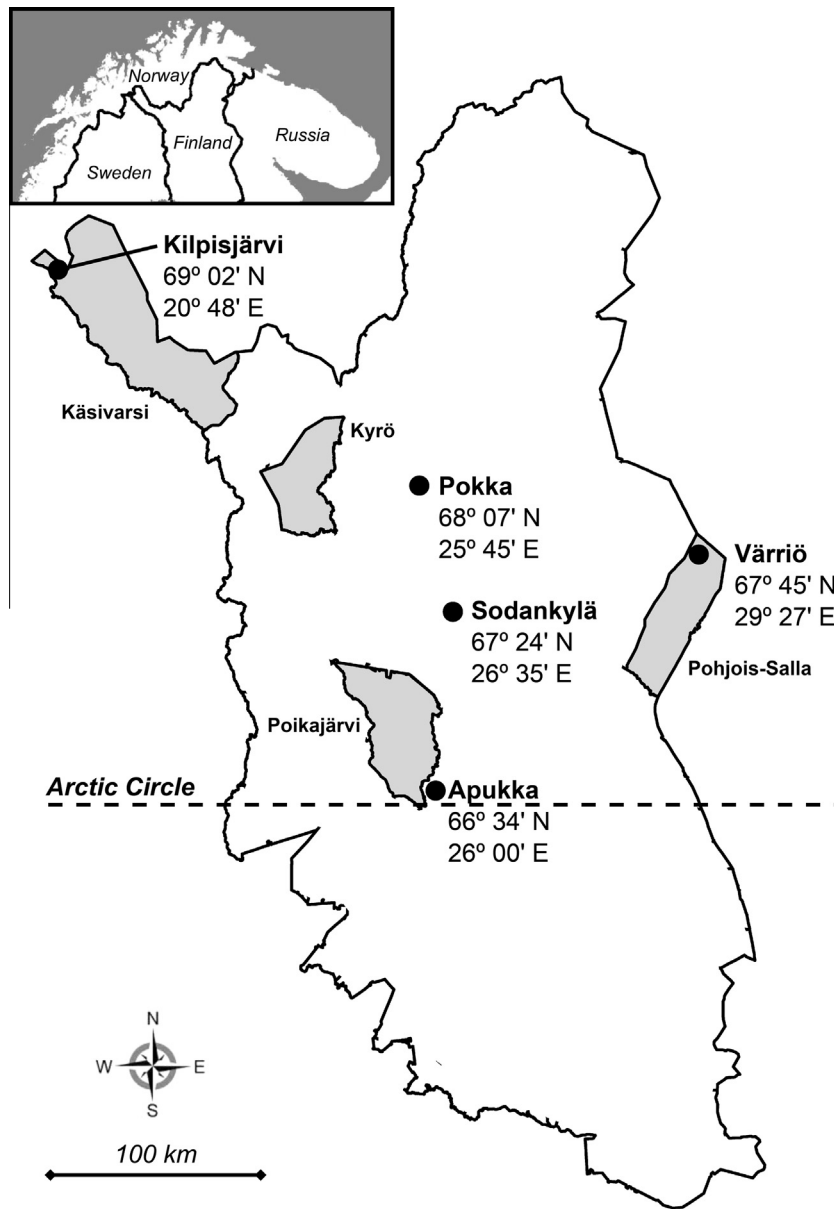 Norway
Finland
Russia
Sweden
Kilpisjärvi
69º 02' N
20º 48' E
Käsivarsi
Kyrö
Pokka
68º 07' N
25º 45' E
Värriö
67º 45' N
29º 27' E
Sodankylä
67º 24' N
26º 35' E
Pohjois-Salla
Poikajärvi
Arctic Circle
Apukka
66º 34' N
26º 00' E
N
W
E
S
100 km